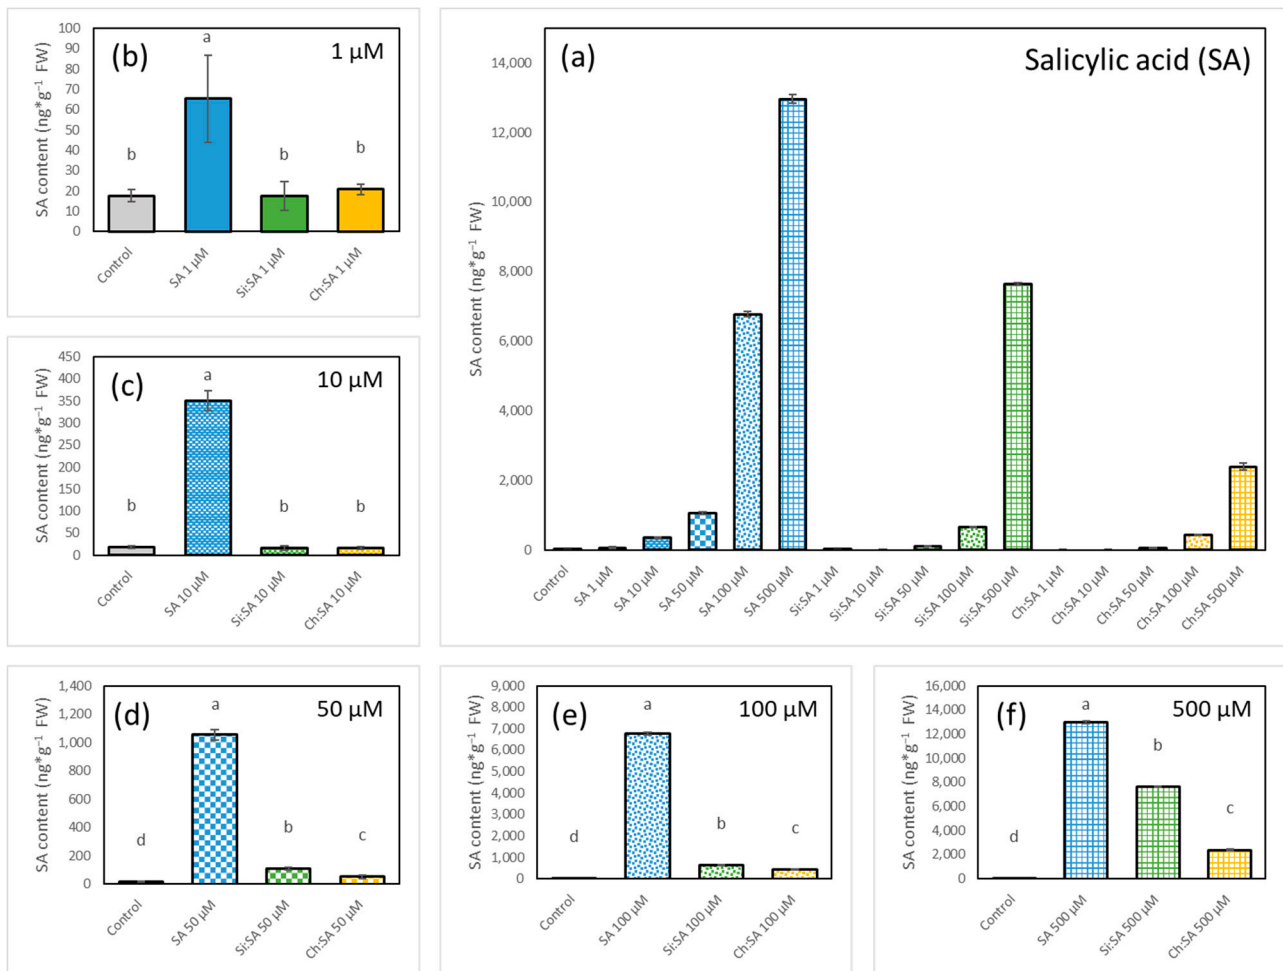 (b)
1 µM
SA content (ng*g⁻¹ FW)
100
90
80
70
60
50
40
30
20
10
0
b
a
b
b
Control
SA 1 µM
Si:SA 1 µM
Ch:SA 1 µM
(a)
Salicylic acid (SA)
SA content (ng*g⁻¹ FW)
14,000
12,000
10,000
8,000
6,000
4,000
2,000
0
Control
SA 1 µM
SA 10 µM
SA 50 µM
SA 100 µM
SA 500 µM
Si:SA 1 µM
Si:SA 10 µM
Si:SA 50 µM
Si:SA 100 µM
Si:SA 500 µM
Ch:SA 1 µM
Ch:SA 10 µM
Ch:SA 50 µM
Ch:SA 100 µM
Ch:SA 500 µM
(c)
10 µM
SA content (ng*g⁻¹ FW)
450
400
350
300
250
200
150
100
50
0
b
a
b
b
Control
SA 10 µM
Si:SA 10 µM
Ch:SA 10 µM
(d)
50 µM
SA content (ng*g⁻¹ FW)
1,400
1,200
1,000
800
600
400
200
0
d
a
b
c
Control
SA 50 µM
Si:SA 50 µM
Ch:SA 50 µM
(e)
100 µM
SA content (ng*g⁻¹ FW)
9,000
8,000
7,000
6,000
5,000
4,000
3,000
2,000
1,000
0
d
a
b
c
Control
SA 100 µM
Si:SA 100 µM
Ch:SA 100 µM
(f)
500 µM
SA content (ng*g⁻¹ FW)
16,000
14,000
12,000
10,000
8,000
6,000
4,000
2,000
0
d
a
b
c
Control
SA 500 µM
Si:SA 500 µM
Ch:SA 500 µM